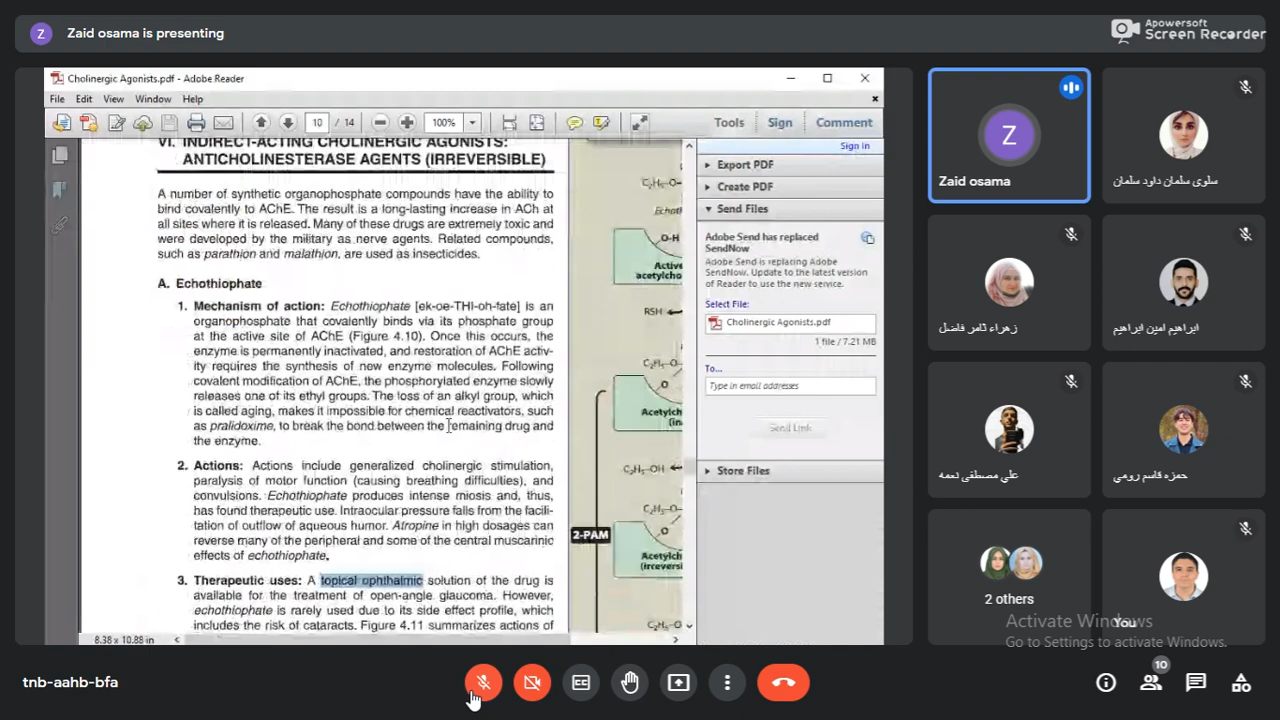 Zaid osama is presenting
Apowersoft
Screen Recorder
Cholinergic Agonists.pdf - Adobe Reader
File Edit View Window Help
10 / 14 100% Tools Sign Comment
VI. INDIRECT-ACTING CHOLINERGIC AGONISTS:
ANTICHOLINESTERASE AGENTS (IRREVERSIBLE)
A number of synthetic organophosphate compounds have the ability to
bind covalently to AChE. The result is a long-lasting increase in ACh at
all sites where it is released. Many of these drugs are extremely toxic and
were developed by the military as nerve agents. Related compounds,
such as parathion and malathion, are used as insecticides.
A. Echothiophate
1. Mechanism of action: Echothiophate [ek-oe-THI-oh-fate] is an
organophosphate that covalently binds via its phosphate group
at the active site of AChE (Figure 4.10). Once this occurs, the
enzyme is permanently inactivated, and restoration of AChE activ-
ity requires the synthesis of new enzyme molecules. Following
covalent modification of AChE, the phosphorylated enzyme slowly
releases one of its ethyl groups. The loss of an alkyl group, which
is called aging, makes it impossible for chemical reactivators, such
as pralidoxime, to break the bond between the remaining drug and
the enzyme.
2. Actions: Actions include generalized cholinergic stimulation,
paralysis of motor function (causing breathing difficulties), and
convulsions. Echothiophate produces intense miosis and, thus,
has found therapeutic use. Intraocular pressure falls from the facili-
tation of outflow of aqueous humor. Atropine in high dosages can
reverse many of the peripheral and some of the central muscarinic
effects of echothiophate.
3. Therapeutic uses: A topical ophthalmic solution of the drug is
available for the treatment of open-angle glaucoma. However,
echothiophate is rarely used due to its side effect profile, which
includes the risk of cataracts. Figure 4.11 summarizes actions of
8.38 x 10.88 in
C₂H₅-O-
Echot
O-H
Active
acetylcho
RSH
C₂H₅-O-
O
Acetylch
(ina
C₂H₅-OH
C₂H₅-O
O
2-PAM
Acetylch
(irrevers
C₂H₅-O
Sign in
Export PDF
Create PDF
Send Files
Adobe Send has replaced
SendNow
Adobe Send is replacing Adobe
SendNow. Update to the latest version
of Reader to use the new service.
Select File:
Cholinergic Agonists.pdf
1 file / 7.21 MB
To...
Type in email addresses
Send Link
Store Files
Z
Zaid osama
سلوى سلمان داود سلمان
زهراء ثامر فاضل
ابراهيم امين ابراهيم
علي مصطفى نعمه
حمزه قاسم رومي
2 others
You
Activate Windows
Go to Settings to activate Windows.
tnb-aahb-bfa
10